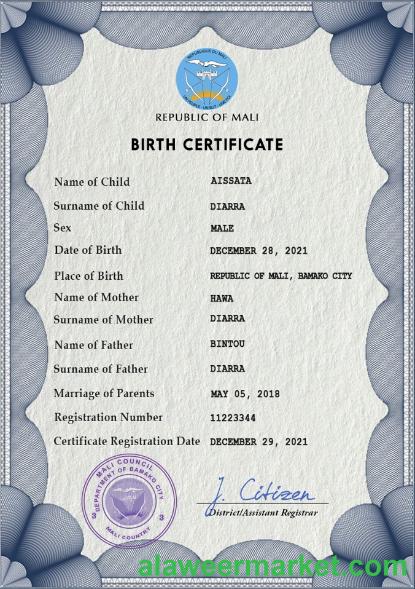 REPUBLIC OF MALI
BIRTH CERTIFICATE
Name of Child AISSATA
Surname of Child DIARRA
Sex MALE
Date of Birth DECEMBER 28, 2021
Place of Birth REPUBLIC OF MALI, BAMAKO CITY
Name of Mother HAWA
Surname of Mother DIARRA
Name of Father BINTOU
Surname of Father DIARRA
Marriage of Parents MAY 05, 2018
Registration Number 11223344
Certificate Registration Date DECEMBER 29, 2021
MALI COUNCIL
DEPARTMENT OF BAMAKO CITY
MALI COUNTRY
J. Citizen
District/Assistant Registrar
alaweermarket.com